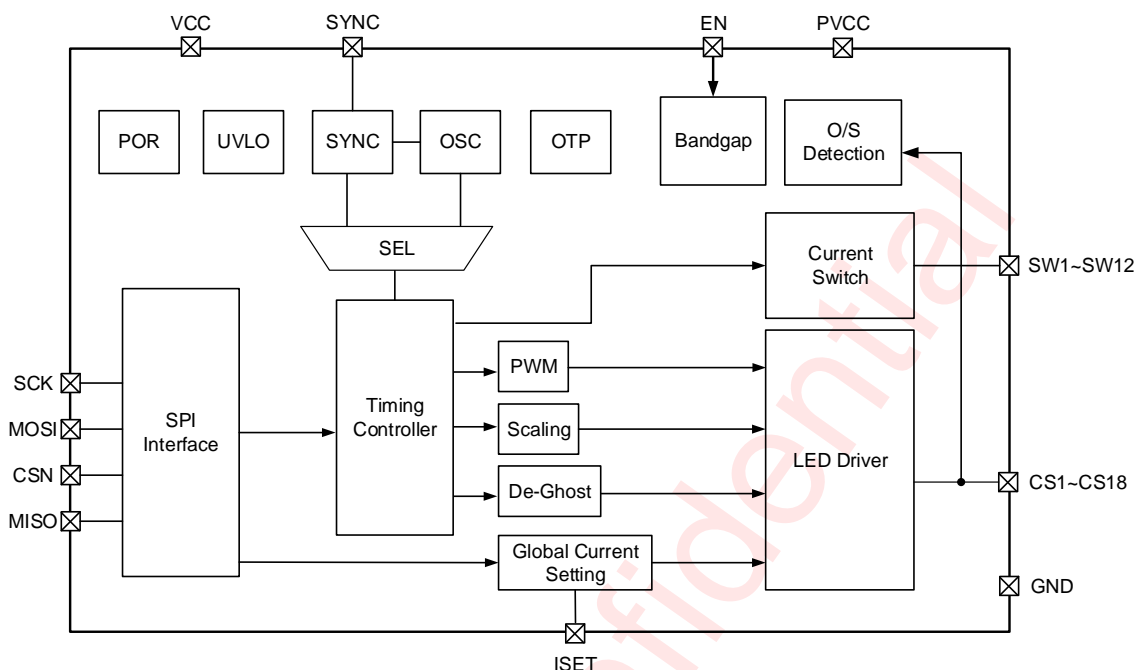 VCC
SYNC
EN
PVCC
POR
UVLO
SYNC
OSC
OTP
Bandgap
O/S
Detection
SEL
Current
Switch
SW1~SW12
SCK
MOSI
CSN
MISO
SPI
Interface
Timing
Controller
PWM
Scaling
De-Ghost
Global Current
Setting
LED Driver
CS1~CS18
GND
ISET